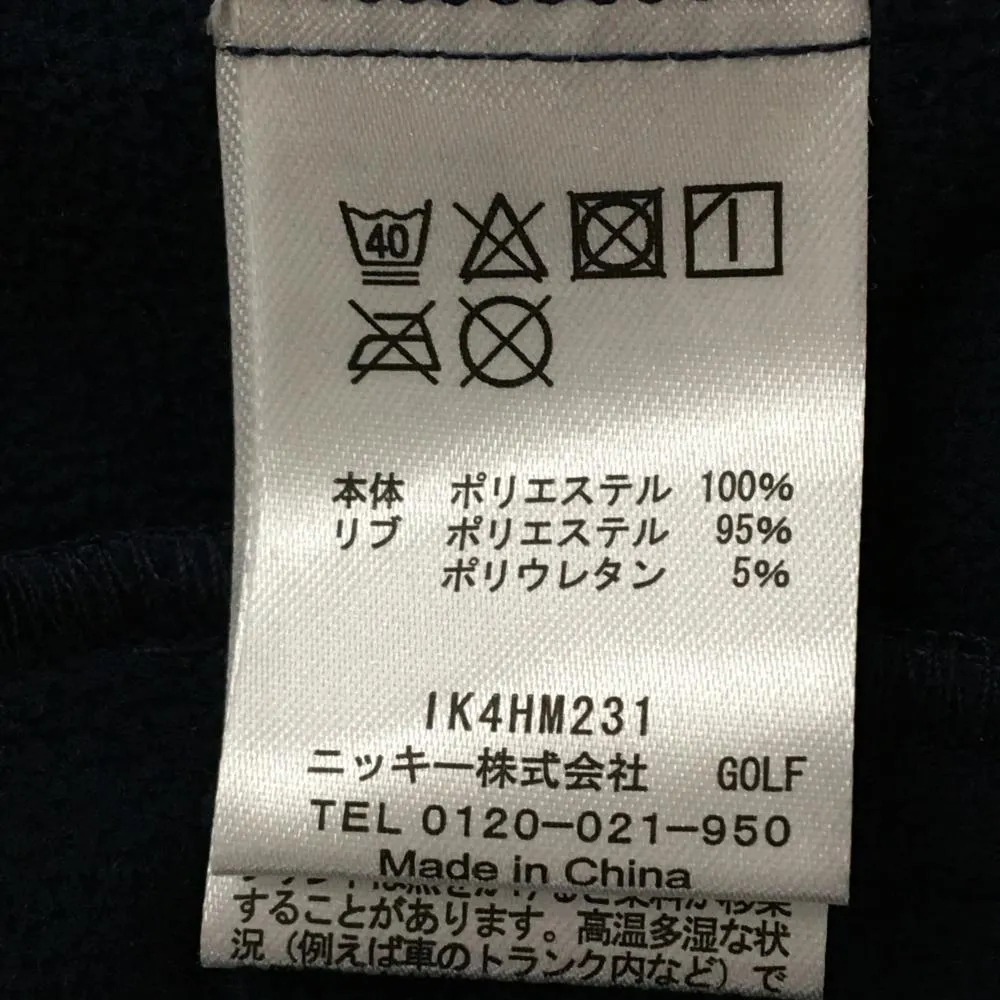 40
本体 ポリエステル 100%
リブ ポリエステル 95%
ポリウレタン 5%
IK4HM231
ニッキー株式会社 GOLF
TEL 0120-021-950
Made in China
することがあります。高温多湿な状
況(例えば車のトランク内など)で